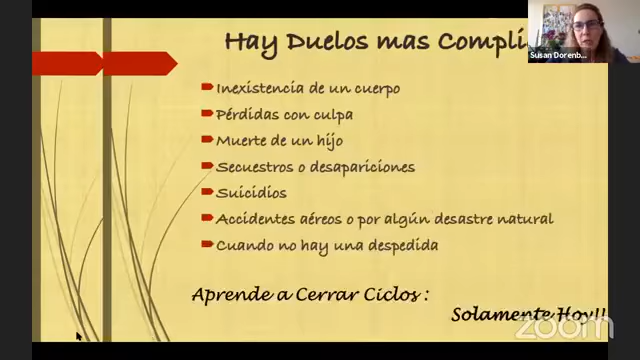 Hay Duelos mas Compli
Susan Dorenb...
Inexistencia de un cuerpo
Pérdidas con culpa
Muerte de un hijo
Secuestros o desapariciones
Suicidios
Accidentes aéreos o por algún desastre natural
Cuando no hay una despedida
Aprende a Cerrar Ciclos :
Solamente Hoy!!
zoom